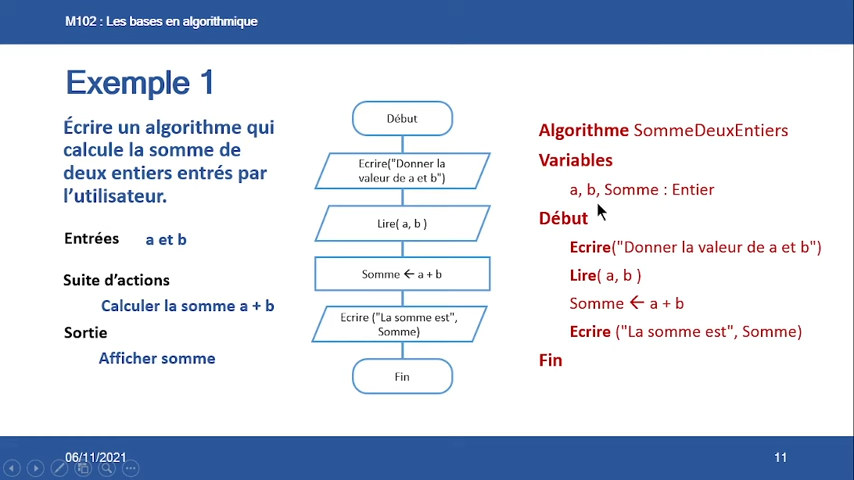 M102 : Les bases en algorithmique
Exemple 1
Écrire un algorithme qui
calcule la somme de
deux entiers entrés par
l'utilisateur.
Entrées a et b
Suite d'actions
Calculer la somme a + b
Sortie
Afficher somme
Début
Ecrire("Donner la
valeur de a et b")
Lire( a, b )
Somme ← a + b
Ecrire ("La somme est",
Somme)
Fin
Algorithme SommeDeuxEntiers
Variables
a, b, Somme : Entier
Début
Ecrire("Donner la valeur de a et b")
Lire( a, b )
Somme ← a + b
Ecrire ("La somme est", Somme)
Fin
06/11/2021
11